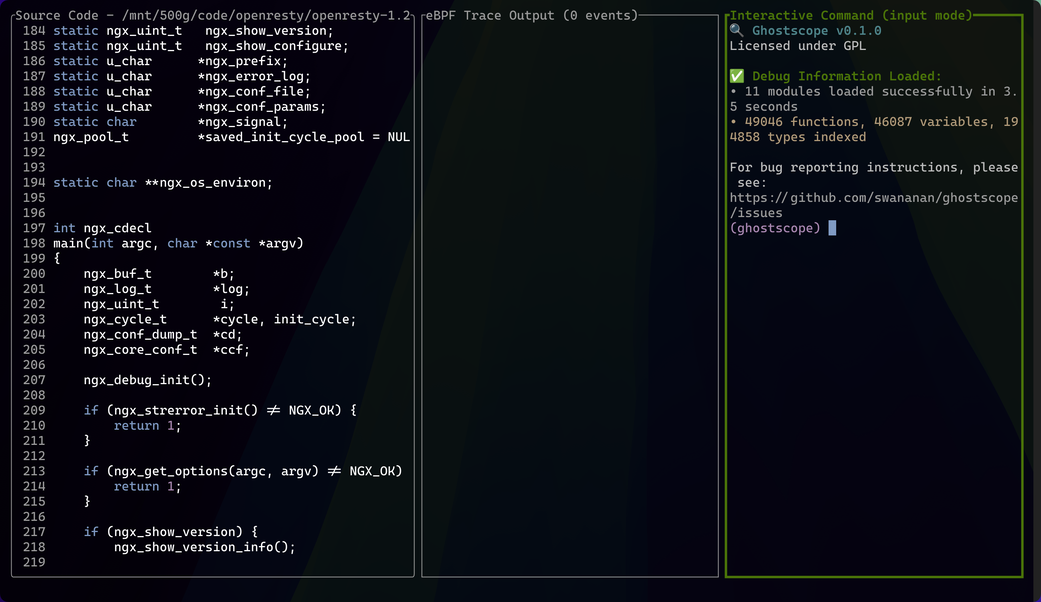 Source Code - /mnt/500g/code/openresty/openresty-1.2
184 static ngx_uint_t   ngx_show_version;
185 static ngx_uint_t   ngx_show_configure;
186 static u_char      *ngx_prefix;
187 static u_char      *ngx_error_log;
188 static u_char      *ngx_conf_file;
189 static u_char      *ngx_conf_params;
190 static char        *ngx_signal;
191 ngx_pool_t         *saved_init_cycle_pool = NUL
192
193
194 static char **ngx_os_environ;
195
196
197 int ngx_cdecl
198 main(int argc, char *const *argv)
199 {
200     ngx_buf_t        *b;
201     ngx_log_t        *log;
202     ngx_uint_t        i;
203     ngx_cycle_t      *cycle, init_cycle;
204     ngx_conf_dump_t  *cd;
205     ngx_core_conf_t  *ccf;
206
207     ngx_debug_init();
208
209     if (ngx_strerror_init() != NGX_OK) {
210         return 1;
211     }
212
213     if (ngx_get_options(argc, argv) != NGX_OK)
214         return 1;
215     }
216
217     if (ngx_show_version) {
218         ngx_show_version_info();
219
eBPF Trace Output (0 events)
Interactive Command (input mode)
🔍 Ghostscope v0.1.0
Licensed under GPL
✅ Debug Information Loaded:
• 11 modules loaded successfully in 3.
5 seconds
• 49046 functions, 46087 variables, 19
4858 types indexed
For bug reporting instructions, please
see:
https://github.com/swananan/ghostscope
/issues
(ghostscope)